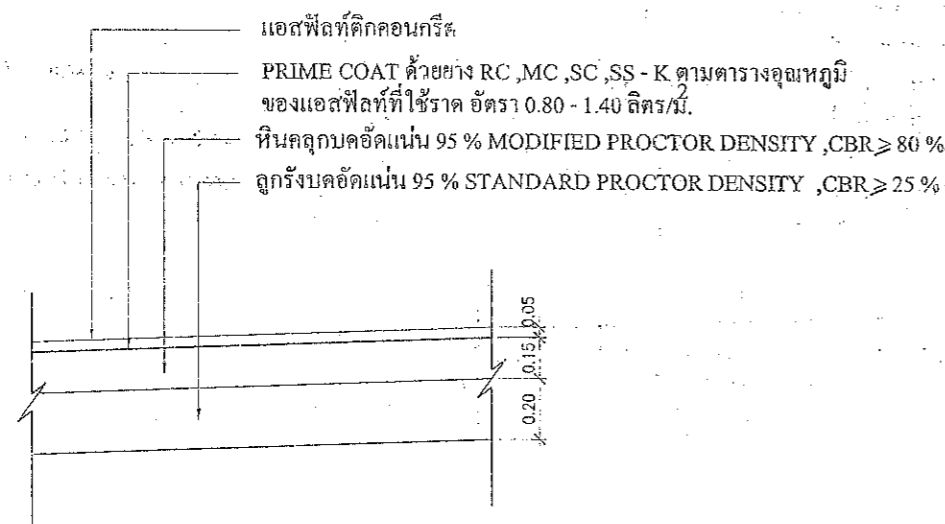 แอสฟัลท์ติกคอนกรีต
PRIME COAT ด้วยยาง RC ,MC ,SC ,SS - K ตามตารางอุณหภูมิ
ของแอสฟัลท์ที่ใช้ราด อัตรา 0.80 - 1.40 ลิตร/ม².
หินคลุกบดอัดแน่น 95 % MODIFIED PROCTOR DENSITY ,CBR ≥ 80 %
ลูกรังบดอัดแน่น 95 % STANDARD PROCTOR DENSITY ,CBR ≥ 25 %
0.05
0.15
0.20